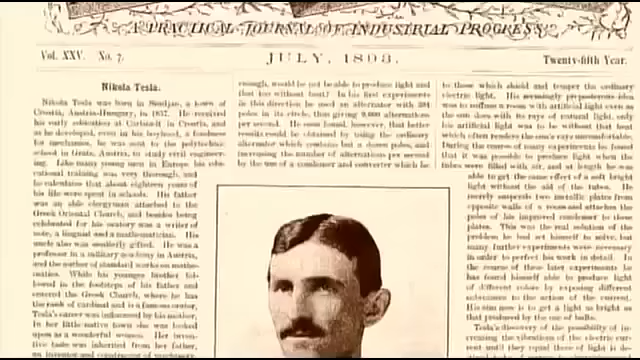 A PRACTICAL JOURNAL OF INDUSTRIAL PROGRESS
Vol. XXV. No. 7.
JULY, 1893.
Twenty-fifth Year.
Nikola Tesla.
Nikola Tesla was born in Smiljan, a town of
Croatia, Austria-Hungary, in 1857. He received
his early education at in Croatia, and
as he developed, even in his boyhood, a fondness
for mechanics, he was sent to the polytechnic
school in Gratz, Austria, to study civil engineer-
ing. Like many young men in Europe his edu-
cational training was very thorough, and
he calculates that about eighteen years of
his life were spent in schools. His father
was an able clergyman attached to the
Greek Oriental Church, and besides being
celebrated for his oratory was a writer of
note, a linguist and a mathematician. His
uncle also was similarly gifted. He was a
professor in a military academy in Austria,
and the author of standard works on mathe-
matics. While his younger brother fol-
lowed in the footsteps of his father and
entered the Greek Church, where he has
the rank of cardinal and is a famous orator,
Tesla's career was influenced by his mother.
In her little native town she was looked
upon as a wonderful woman. Her inven-
tive taste was inherited from her father,
an inventor and constructor of machinery
enough, would he not be able to produce light and
that too without heat? In his first experiments
in this direction he used an alternator with 384
poles in its circle, thus giving alternations
per second. He soon found, however, that better
results could be obtained by using the ordinary
alternator which contains but a dozen poles, and
increasing the number of alternations per second
by the use of a condenser and converter which he
to those which shield and temper the ordinary
electric light. His seemingly preposterous idea
was to suffuse a room with artificial light even as
the sun does with its rays of natural light, only
his artificial light was to be without that heat
which often renders the sun's rays uncomfortable.
During the course of many experiments he found
that it was possible to produce light when the
tubes were filled with air, and at length he was
able to get the same effect of a soft bright
light without the aid of the tubes. He
merely suspends two metallic plates from
opposite walls of a room and attaches the
poles of his improved condenser to these
plates. This was the real solution of the
problem he had set himself to solve, but
many further experiments were necessary
in order to perfect his work in detail. In
the course of these later experiments he
has found himself able to produce light
of different colors by exposing different
substances to the action of the current.
His aim now is to get a light as bright as
that produced by the use of bulbs.
Tesla's discovery of the possibility of in-
creasing the vibrations of the electric cur-
rent until they equal those of light is de-